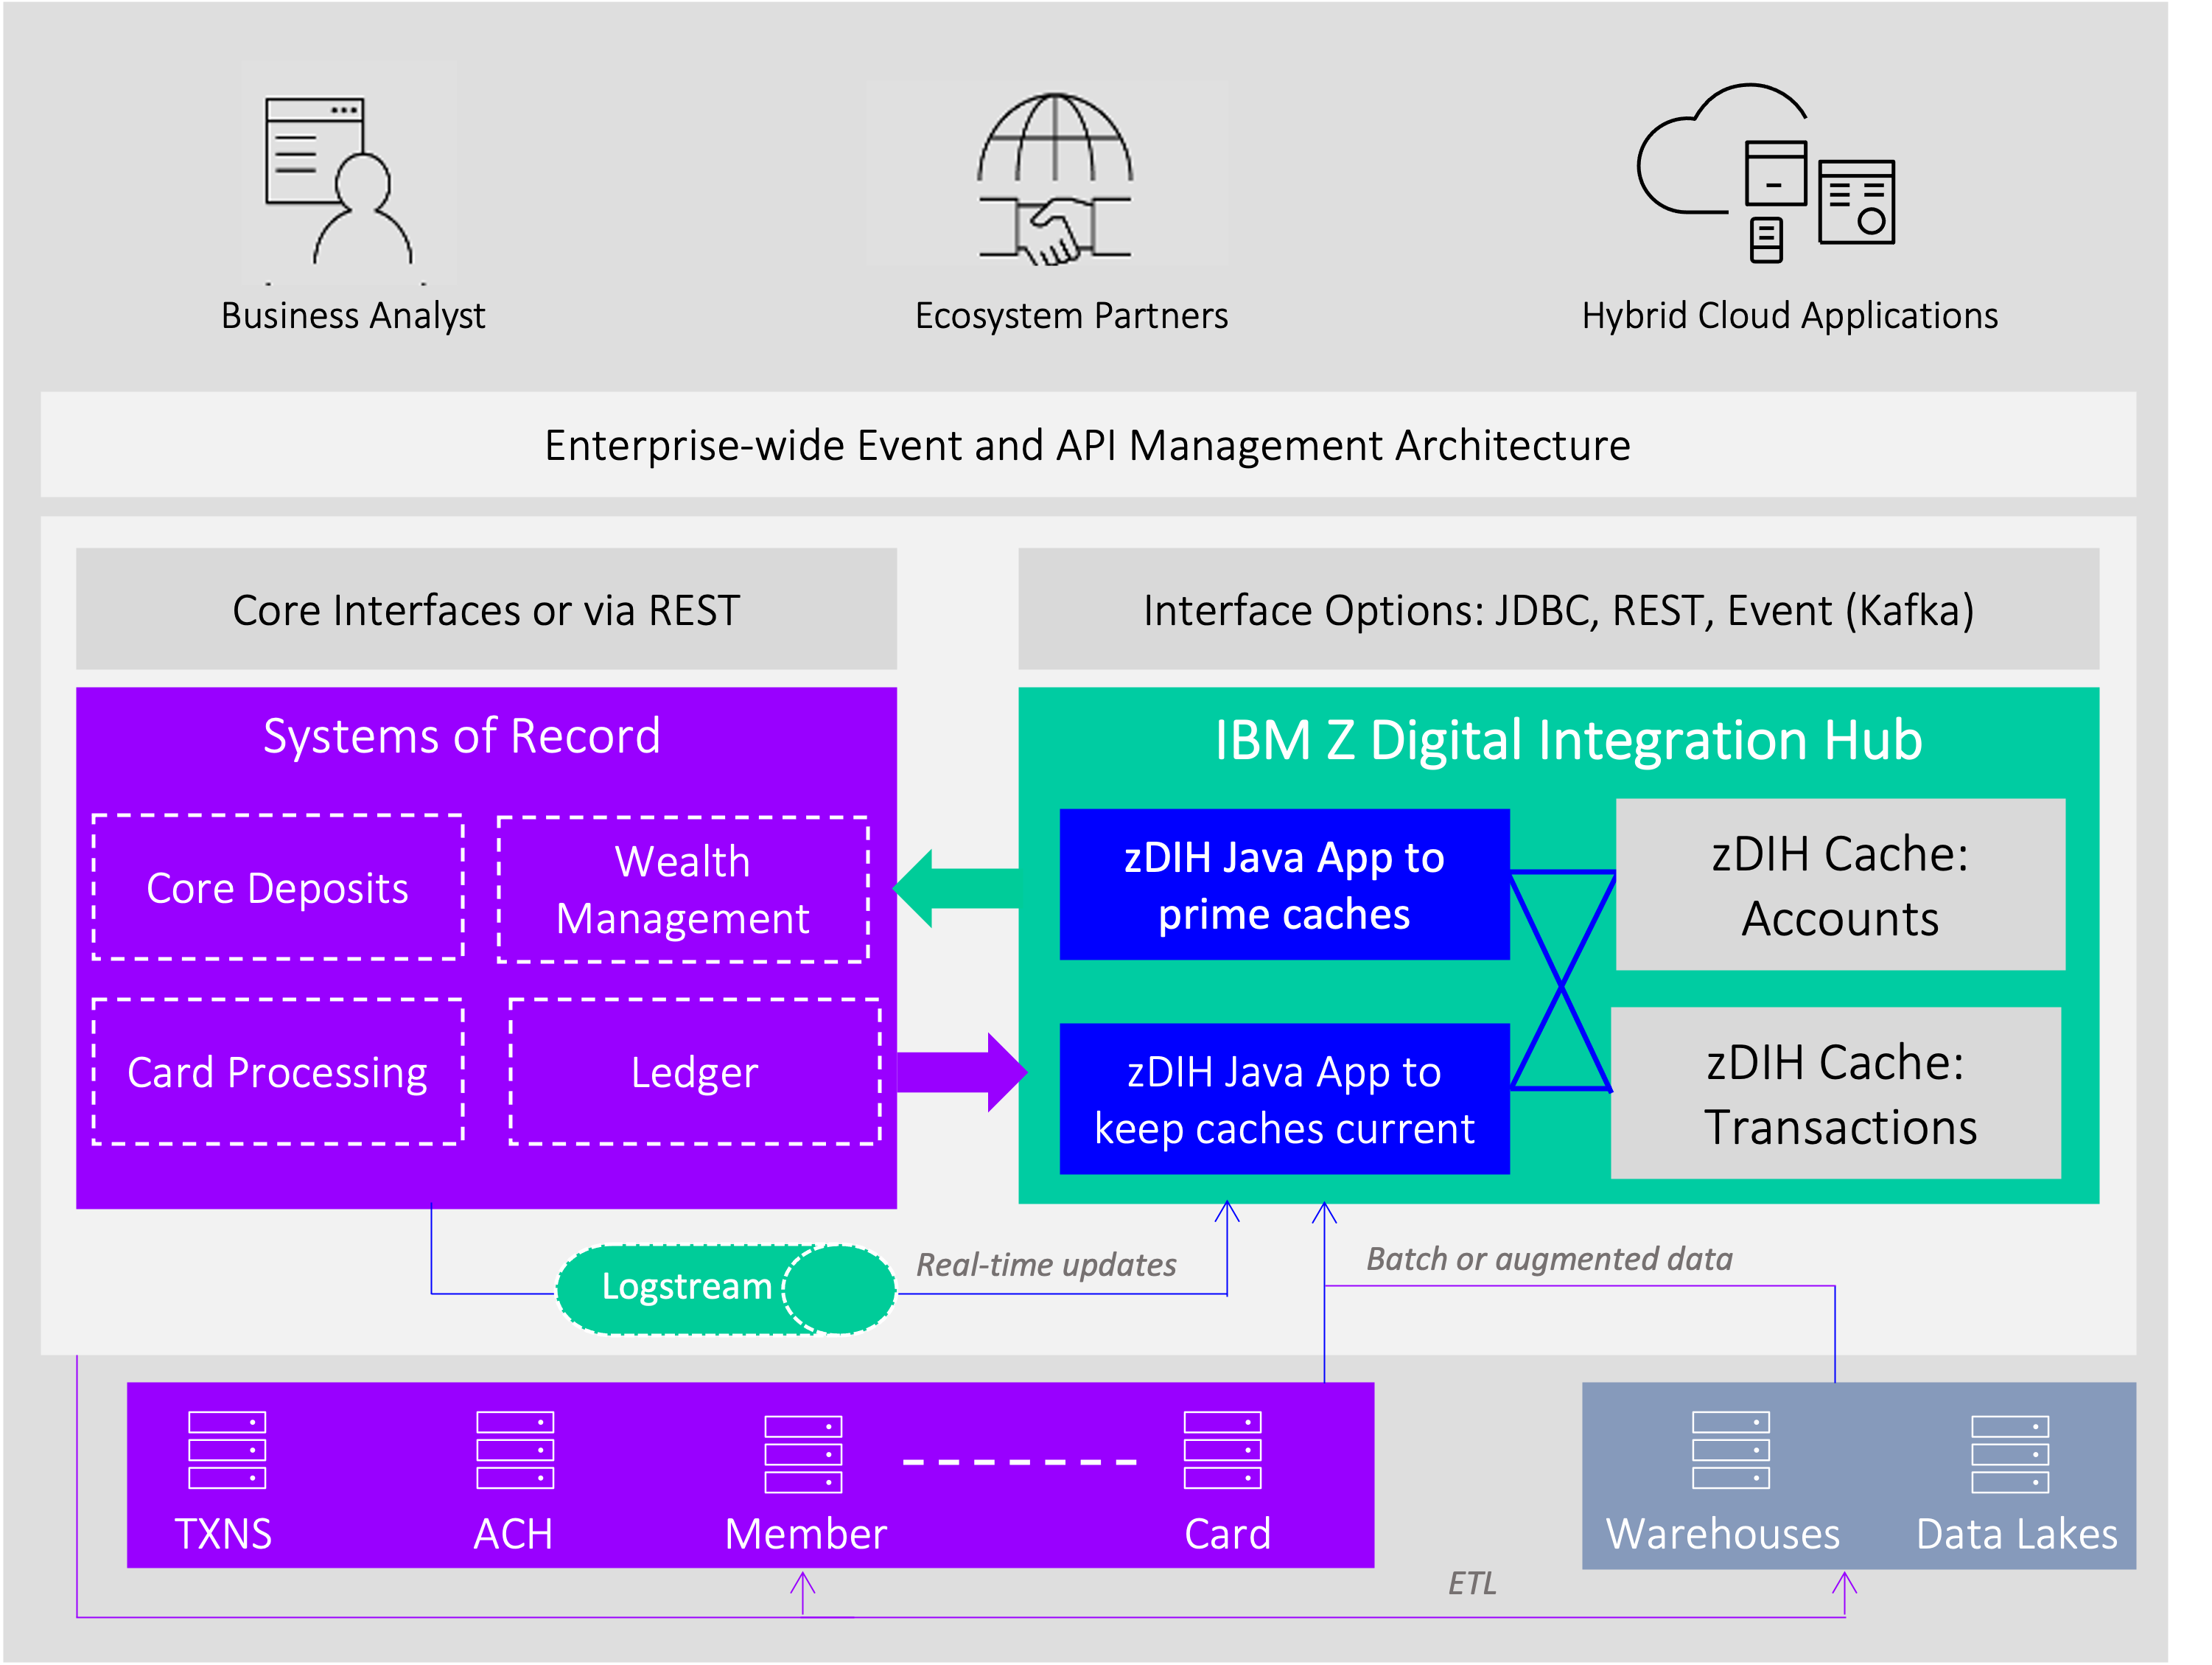 Business Analyst
Ecosystem Partners
Hybrid Cloud Applications
Enterprise-wide Event and API Management Architecture
Core Interfaces or via REST
Interface Options: JDBC, REST, Event (Kafka)
Systems of Record
Core Deposits
Wealth
Management
Card Processing
Ledger
IBM Z Digital Integration Hub
zDIH Java App to
prime caches
zDIH Cache:
Accounts
zDIH Java App to
keep caches current
zDIH Cache:
Transactions
Logstream
Real-time updates
Batch or augmented data
TXNS
ACH
Member
Card
Warehouses
Data Lakes
ETL